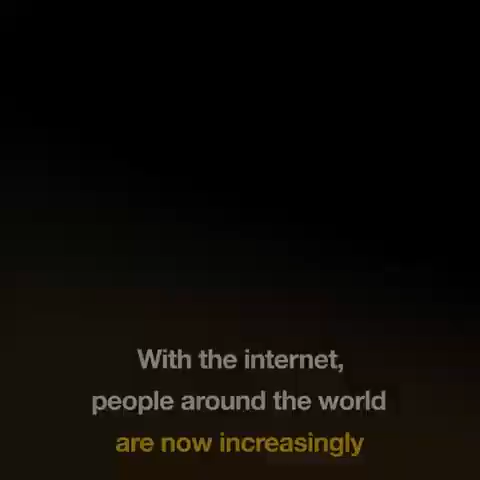 With the internet,
people around the world
are now increasingly